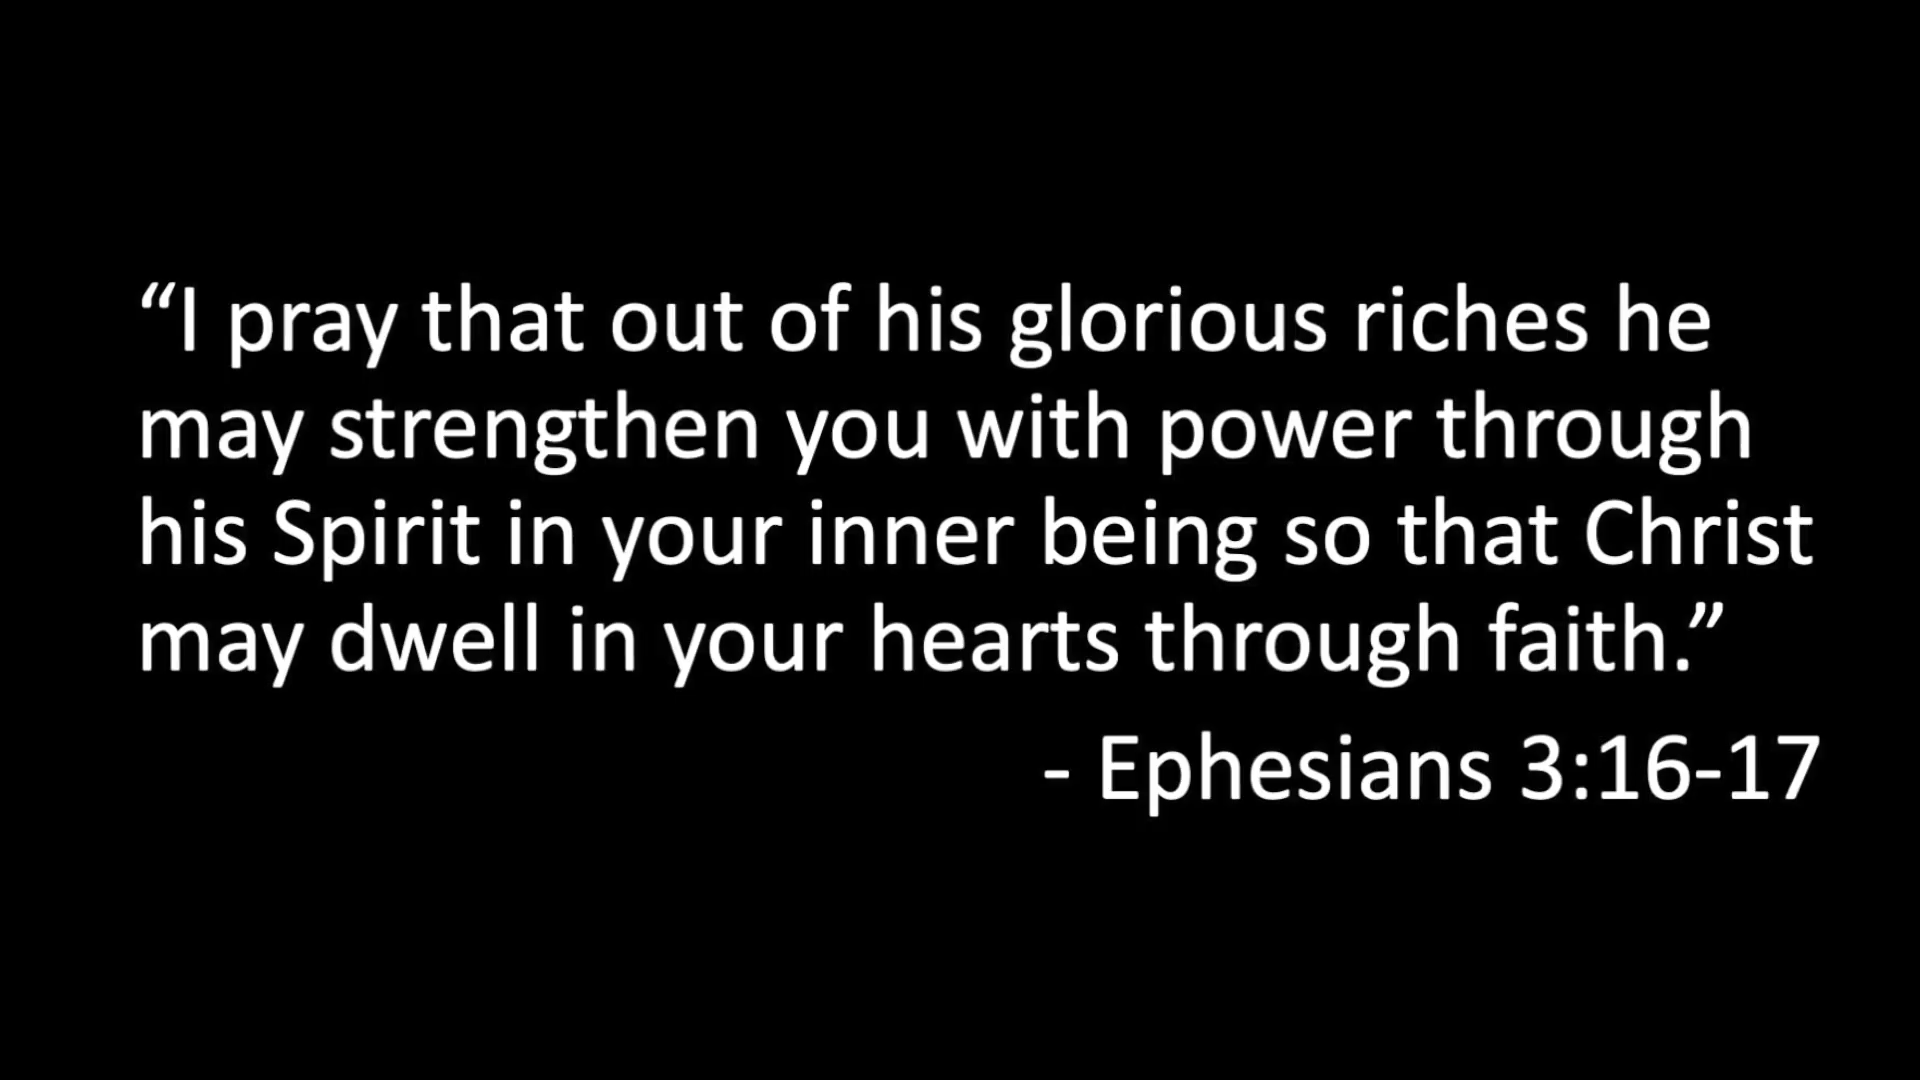 “I pray that out of his glorious riches he
may strengthen you with power through
his Spirit in your inner being so that Christ
may dwell in your hearts through faith.”
- Ephesians 3:16-17